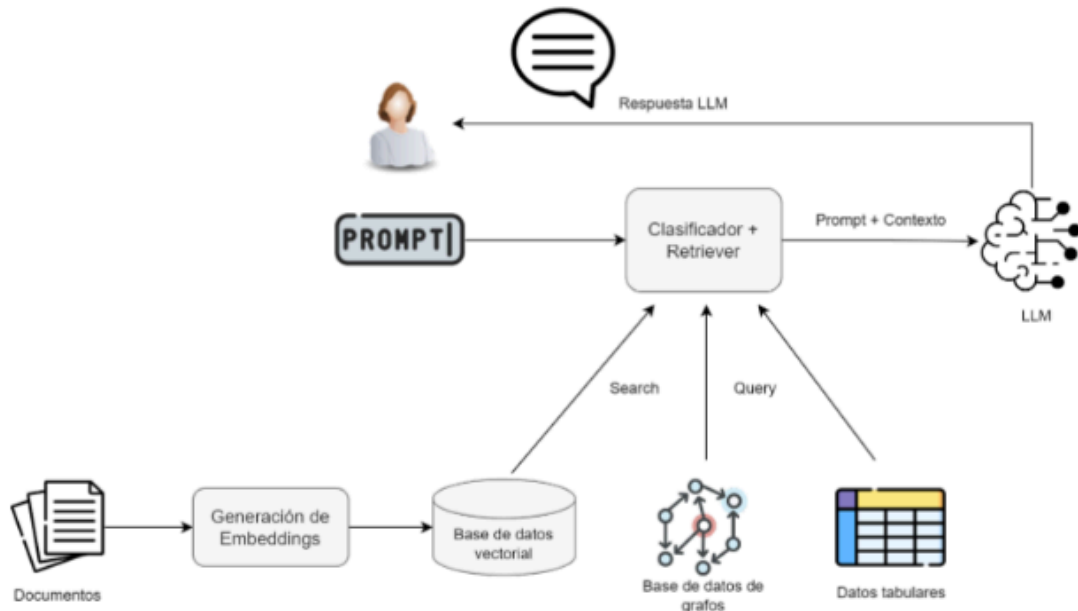 Respuesta LLM
PROMPT
Clasificador +
Retriever
Prompt + Contexto
LLM
Search
Query
Generación de
Embeddings
Base de datos
vectorial
Documentos
Base de datos de
grafos
Datos tabulares